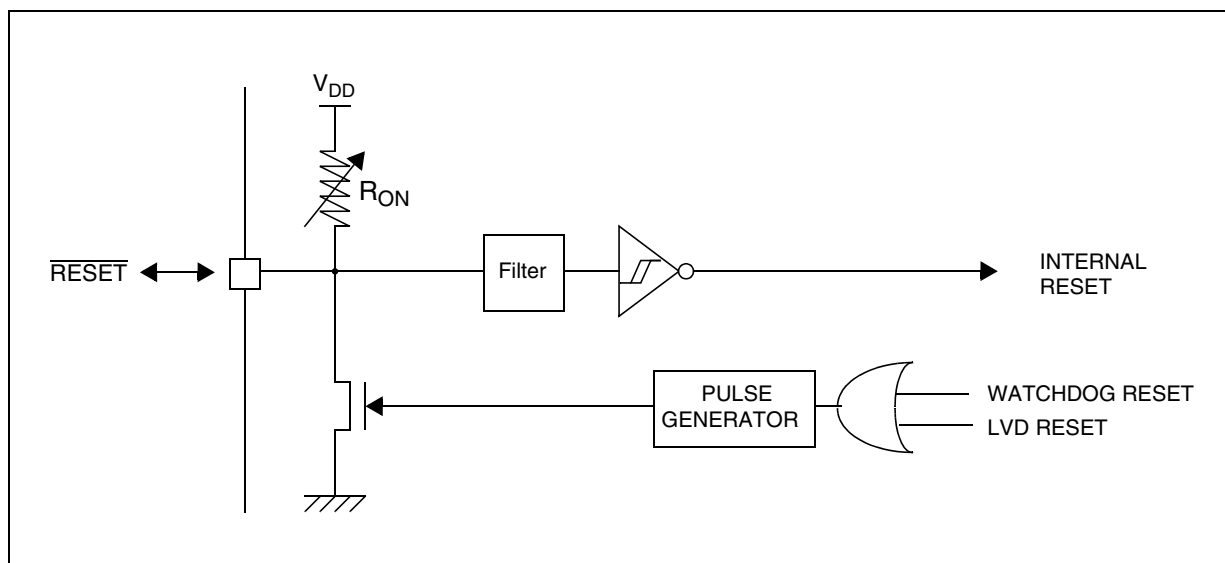 VDD
RON
RESET
Filter
INTERNAL
RESET
PULSE
GENERATOR
WATCHDOG RESET
LVD RESET